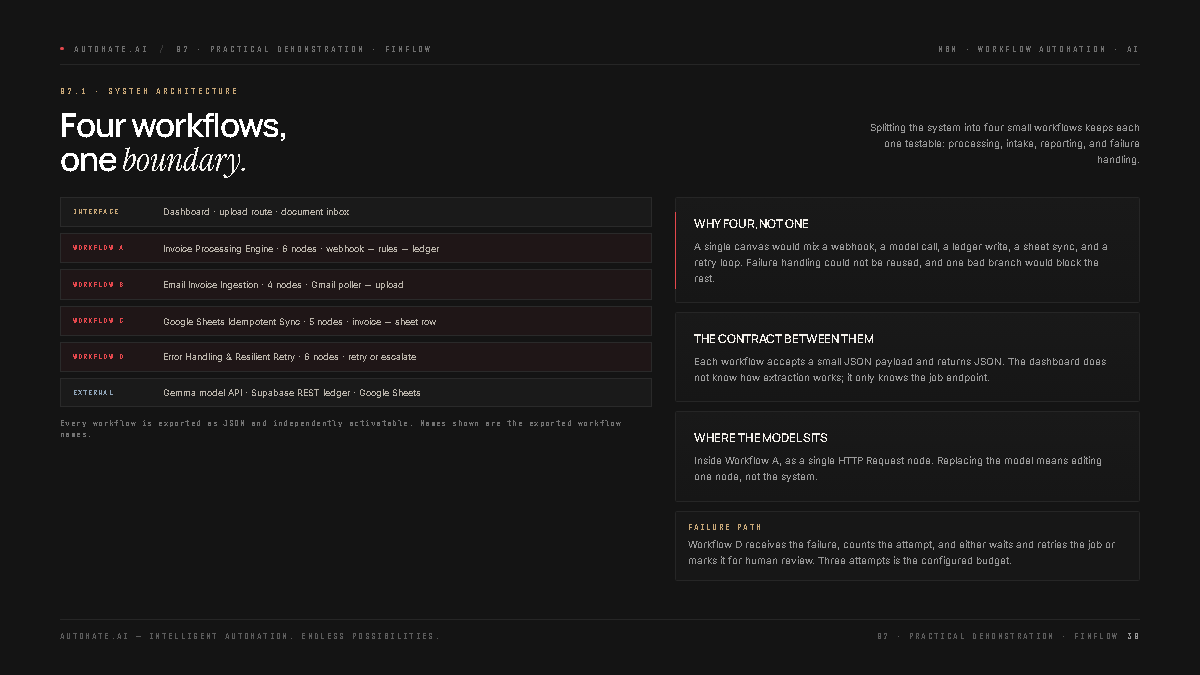 AUTOMATE.AI / 07 · PRACTICAL DEMONSTRATION · FINFLOW
N8N · WORKFLOW AUTOMATION · AI
07.1 · SYSTEM ARCHITECTURE
Four workflows,
one boundary.
Splitting the system into four small workflows keeps each
one testable: processing, intake, reporting, and failure
handling.
INTERFACE Dashboard · upload route · document inbox
WORKFLOW A Invoice Processing Engine · 6 nodes · webhook — rules — ledger
WORKFLOW B Email Invoice Ingestion · 4 nodes · Gmail poller — upload
WORKFLOW C Google Sheets Idempotent Sync · 5 nodes · invoice — sheet row
WORKFLOW D Error Handling & Resilient Retry · 6 nodes · retry or escalate
EXTERNAL Gemma model API · Supabase REST ledger · Google Sheets
Every workflow is exported as JSON and independently activatable. Names shown are the exported workflow
names.
WHY FOUR, NOT ONE
A single canvas would mix a webhook, a model call, a ledger write, a sheet sync, and a
retry loop. Failure handling could not be reused, and one bad branch would block the
rest.
THE CONTRACT BETWEEN THEM
Each workflow accepts a small JSON payload and returns JSON. The dashboard does
not know how extraction works; it only knows the job endpoint.
WHERE THE MODEL SITS
Inside Workflow A, as a single HTTP Request node. Replacing the model means editing
one node, not the system.
FAILURE PATH
Workflow D receives the failure, counts the attempt, and either waits and retries the job or
marks it for human review. Three attempts is the configured budget.
AUTOMATE.AI — INTELLIGENT AUTOMATION. ENDLESS POSSIBILITIES.
07 · PRACTICAL DEMONSTRATION · FINFLOW 38